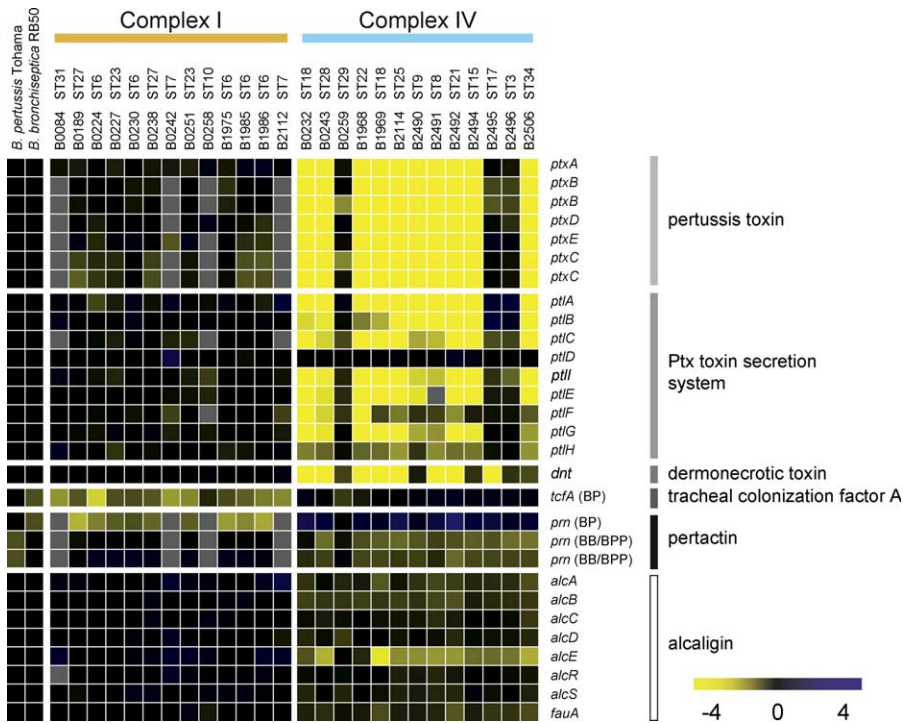 Complex I
Complex IV
B. pertussis Tohama
B. bronchiseptica RB50
B0084 ST31
B0189 ST27
B0224 ST6
B0227 ST23
B0230 ST6
B0238 ST27
B0242 ST7
B0251 ST23
B0258 ST10
B1975 ST6
B1985 ST6
B1986 ST6
B2112 ST7
B0232 ST18
B0243 ST28
B0259 ST29
B1968 ST22
B1969 ST18
B2114 ST25
B2490 ST9
B2491 ST8
B2492 ST21
B2494 ST15
B2495 ST17
B2496 ST3
B2506 ST34
ptxA
ptxB
ptxB
ptxD
ptxE
ptxC
ptxC
pertussis toxin
ptlA
ptlB
ptlC
ptlD
ptlI
ptlE
ptlF
ptlG
ptlH
Ptx toxin secretion
system
dnt
dermonecrotic toxin
tcfA (BP)
tracheal colonization factor A
prn (BP)
prn (BB/BPP)
prn (BB/BPP)
pertactin
alcA
alcB
alcC
alcD
alcE
alcR
alcS
fauA
alcaligin
-4 0 4